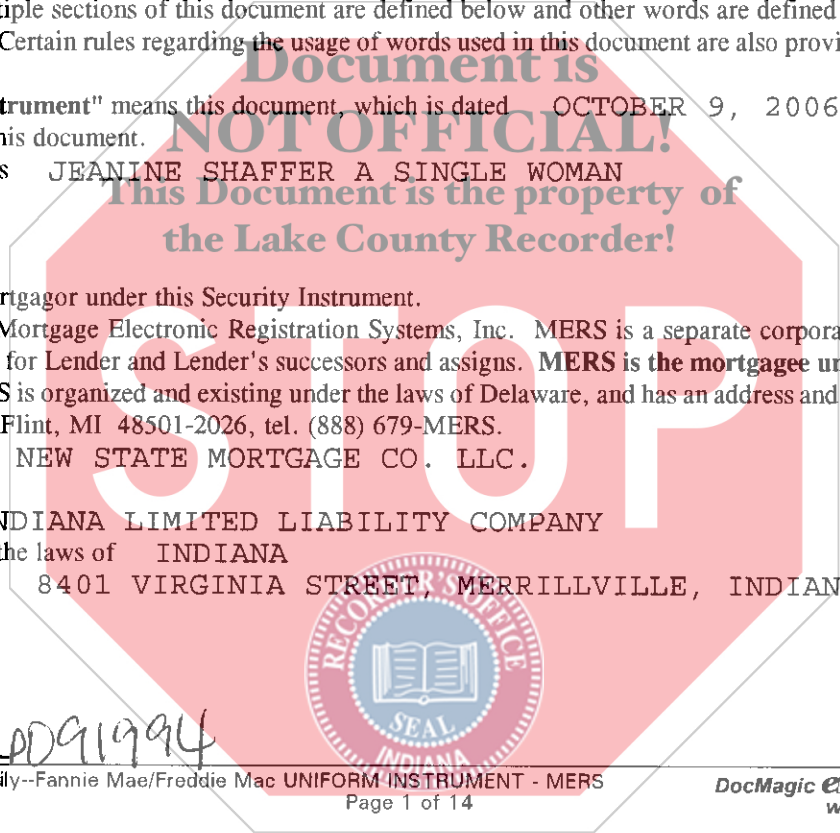 iple sections of this document are defined below and other words are defined
Certain rules regarding the usage of words used in this document are also provi
Document is
trument" means this document, which is dated OCTOBER 9, 2006
NOT OFFICIAL!
nis document.
s JEANINE SHAFFER A SINGLE WOMAN
This Document is the property of
the Lake County Recorder!
rtgagor under this Security Instrument.
Mortgage Electronic Registration Systems, Inc. MERS is a separate corpora
for Lender and Lender's successors and assigns. MERS is the mortgagee un
S is organized and existing under the laws of Delaware, and has an address and
Flint, MI 48501-2026, tel. (888) 679-MERS.
STOP
NEW STATE MORTGAGE CO. LLC.
NDIANA LIMITED LIABILITY COMPANY
the laws of INDIANA
8401 VIRGINIA STREET, MERRILLVILLE, INDIAN
RECORDER'S OFFICE
SEAL
INDIANA
91994
ily--Fannie Mae/Freddie Mac UNIFORM INSTRUMENT - MERS
DocMagic
Page 1 of 14
w